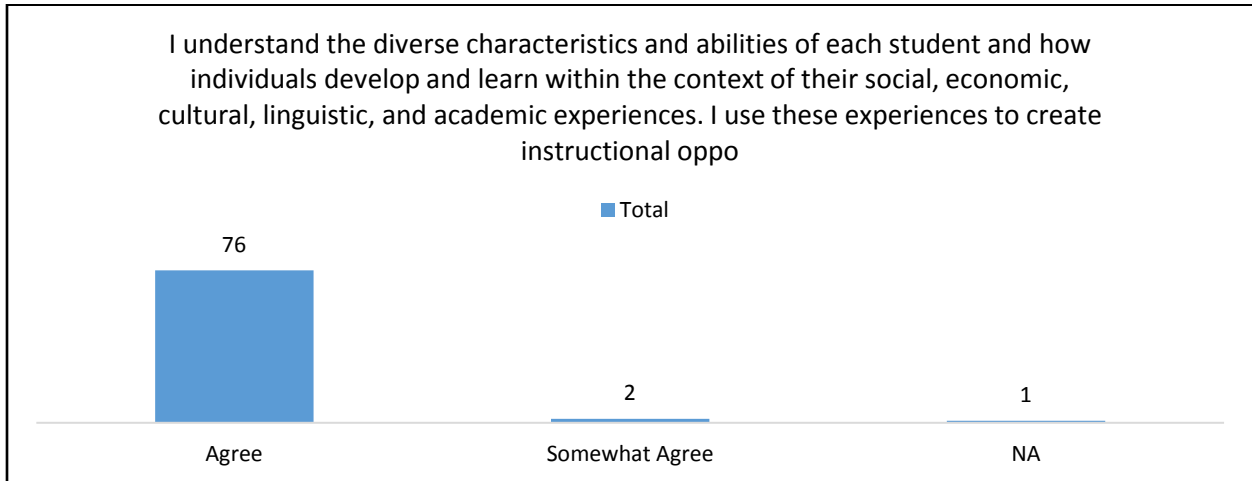 I understand the diverse characteristics and abilities of each student and how
individuals develop and learn within the context of their social, economic,
cultural, linguistic, and academic experiences. I use these experiences to create
instructional oppo
Total
76
2
1
Agree
Somewhat Agree
NA